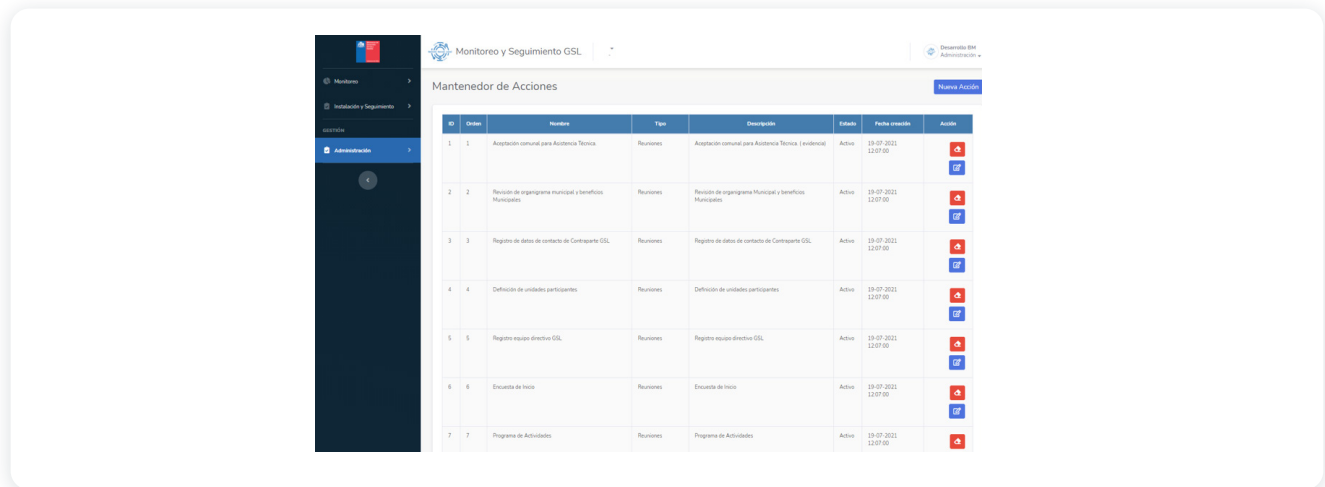 Monitoreo y Seguimiento GSL
Desarrollo BM
Administración
Monitoreo
Instalación y Seguimiento
GESTIÓN
Administración
Mantenedor de Acciones
Nueva Acción
ID Orden Nombre Tipo Descripción Estado Fecha creación Acción
1 1 Aceptación comunal para Asistencia Técnica Reuniones Aceptación comunal para Asistencia Técnica ( evidencia) Activo 19-07-2021
12:07:00
2 2 Revisión de organigrama municipal y beneficios Reuniones Revisión de organigrama Municipal y beneficios Activo 19-07-2021
Municipales Municipales 12:07:00
3 3 Registro de datos de contacto de Contraparte GSL Reuniones Registro de datos de contacto de Contraparte GSL Activo 19-07-2021
12:07:00
4 4 Definición de unidades participantes Reuniones Definición de unidades participantes Activo 19-07-2021
12:07:00
5 5 Registro equipo directivo GSL Reuniones Registro equipo directivo GSL Activo 19-07-2021
12:07:00
6 6 Encuesta de Inicio Reuniones Encuesta de Inicio Activo 19-07-2021
12:07:00
7 7 Programa de Actividades Reuniones Programa de Actividades Activo 19-07-2021
12:07:00